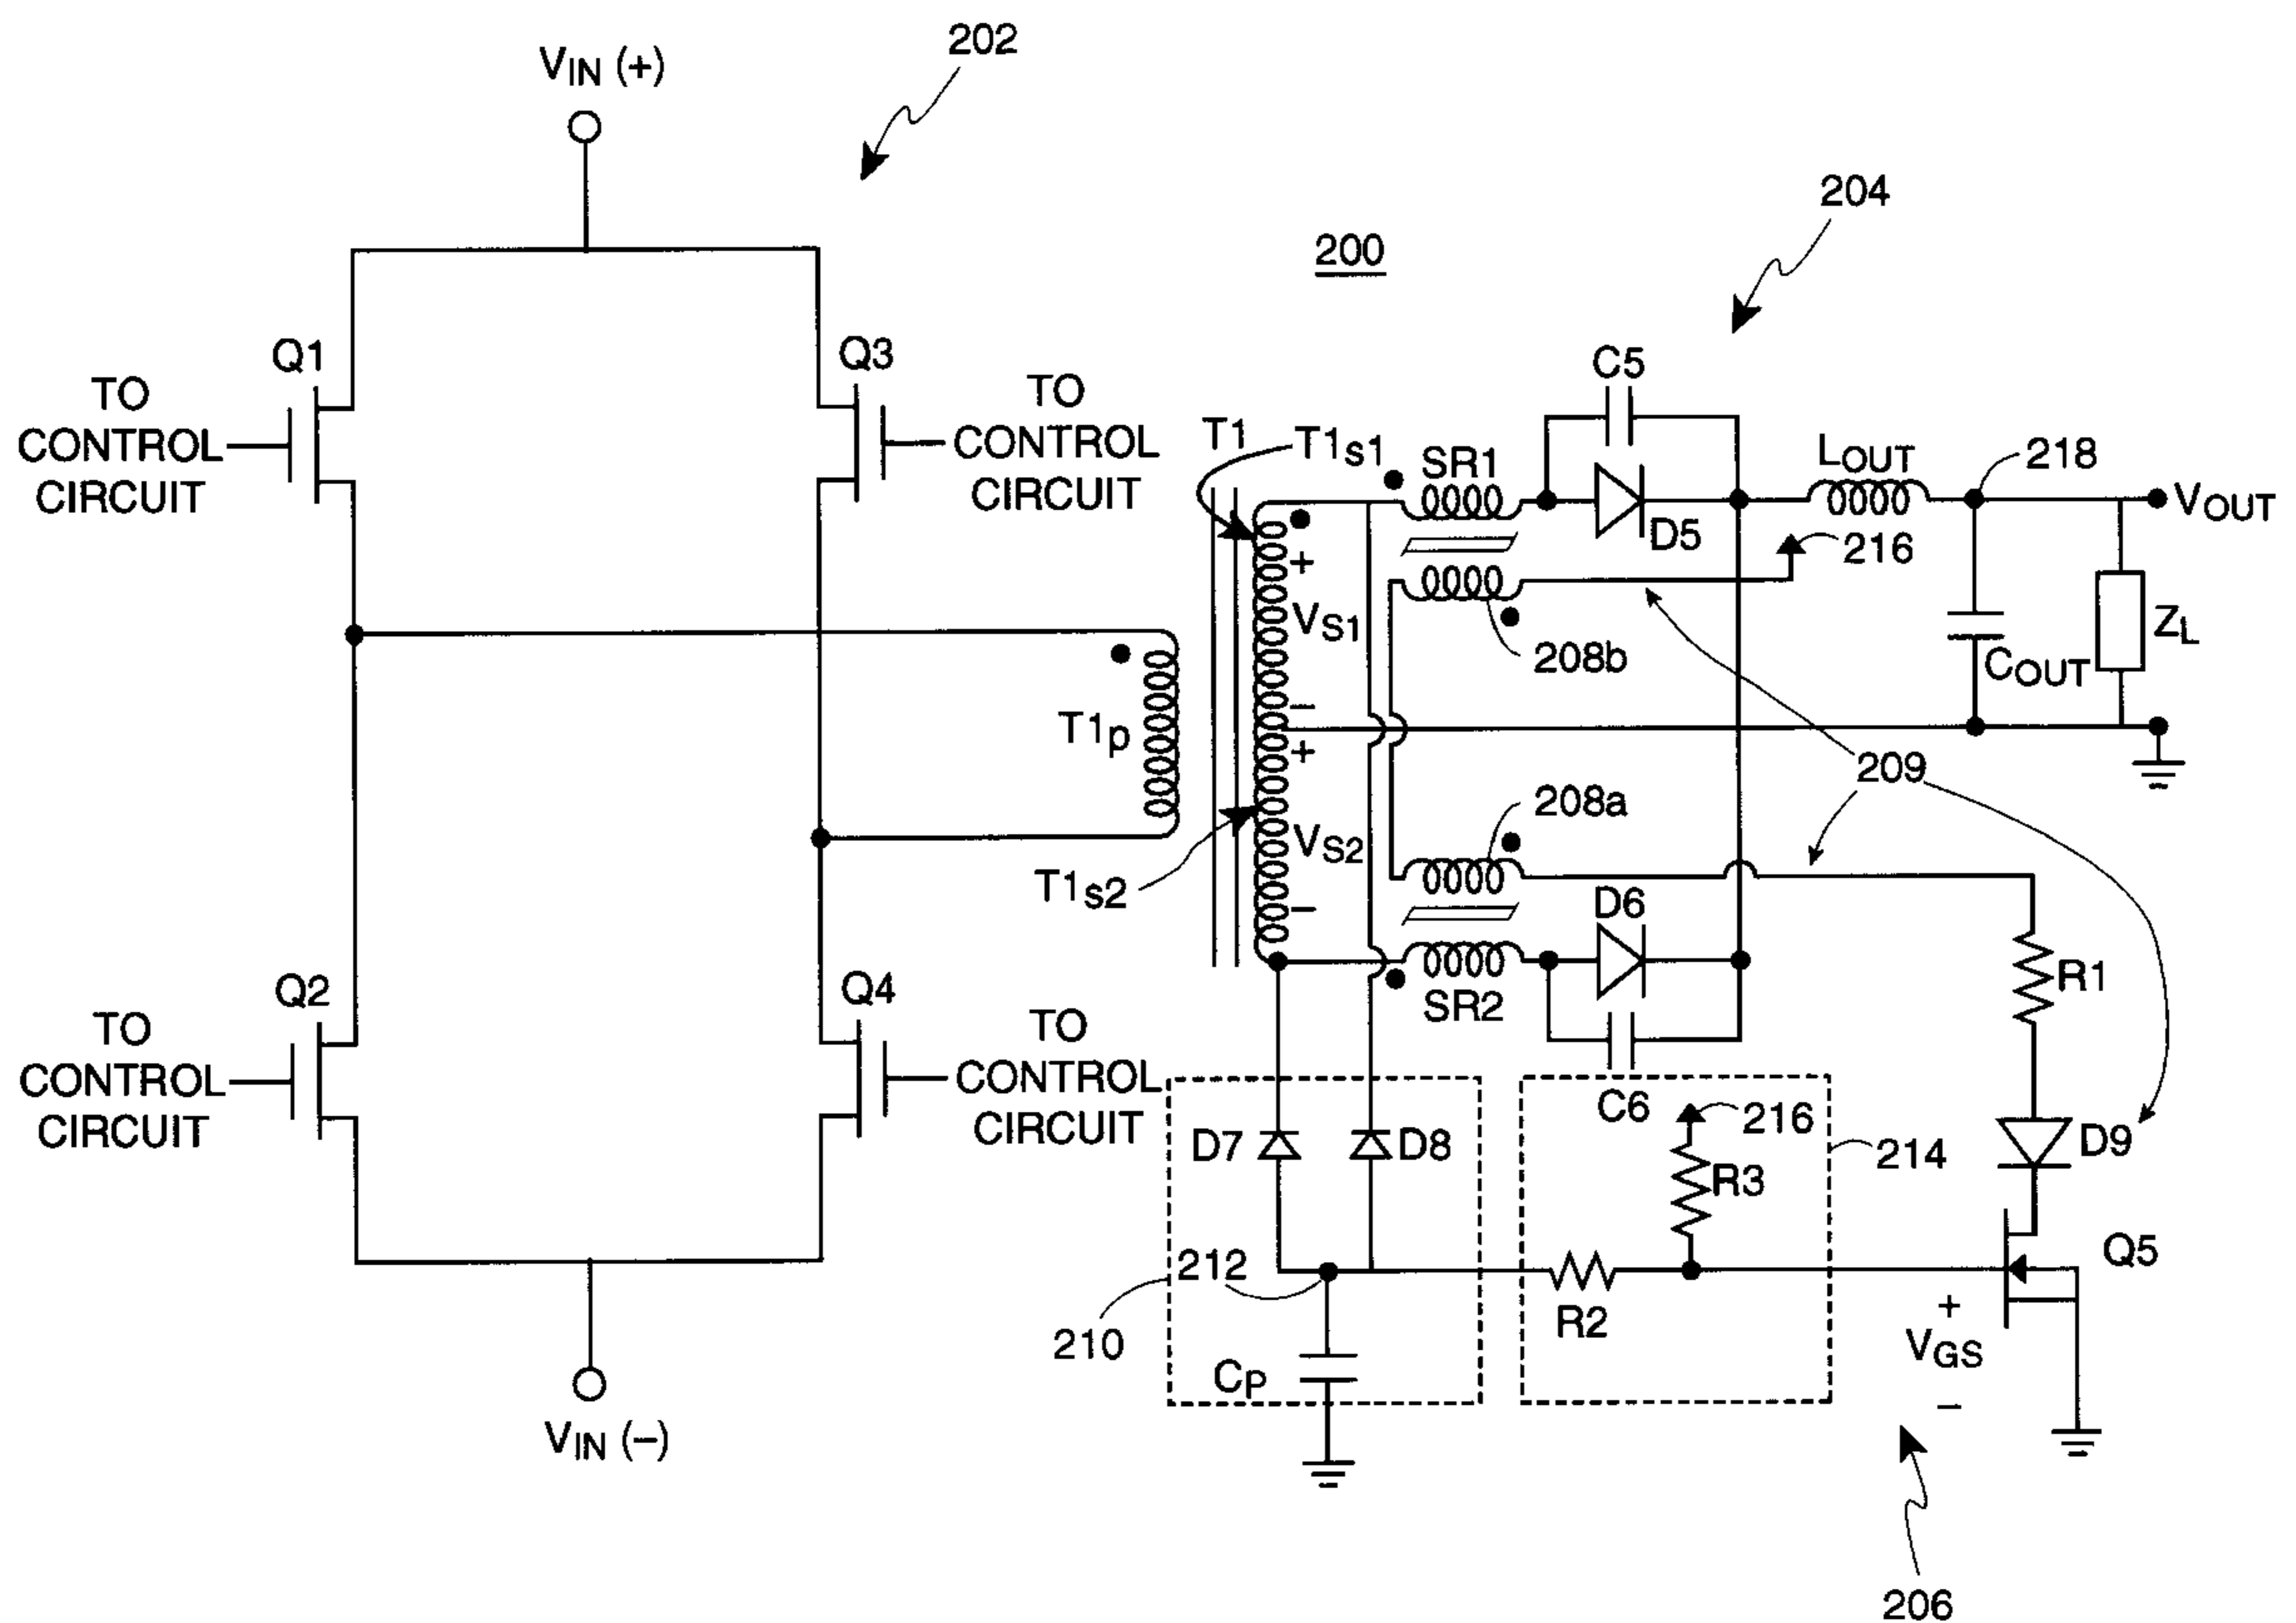 202
VIN (+)
204
200
Q1
Q3
C5
TO
CONTROL
CIRCUIT
TO
CONTROL
CIRCUIT
T1
T1s1
SR1
LOUT
218
VOUT
D5
216
+
VS1
–
208b
COUT
ZL
T1p
+
VS2
–
209
208a
T1s2
D6
R1
Q2
Q4
SR2
TO
CONTROL
CIRCUIT
TO
CONTROL
CIRCUIT
C6
216
D7
D8
R3
214
D9
212
Q5
210
R2
+
VGS
–
CP
VIN (–)
206